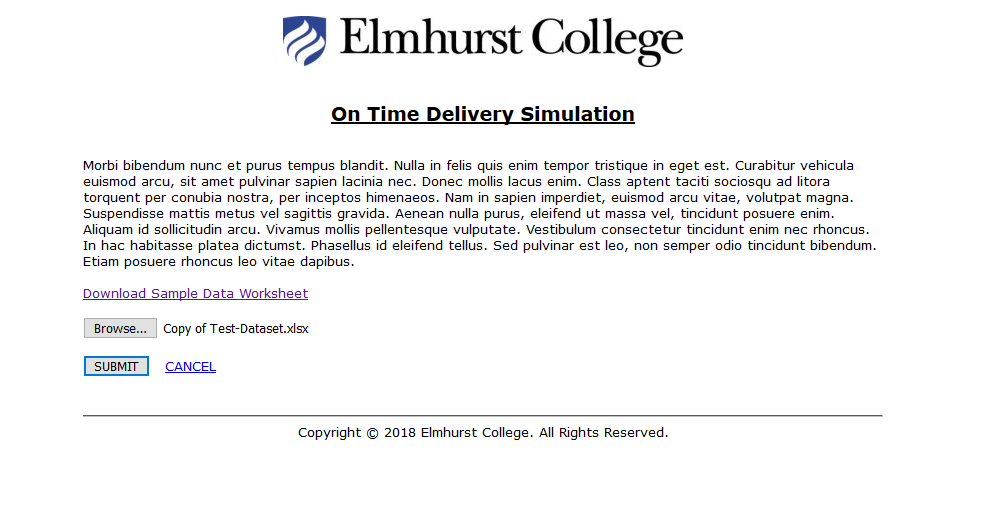 Elmhurst College
On Time Delivery Simulation
Morbi bibendum nunc et purus tempus blandit. Nulla in felis quis enim tempor tristique in eget est. Curabitur vehicula
euismod arcu, sit amet pulvinar sapien lacinia nec. Donec mollis lacus enim. Class aptent taciti sociosqu ad litora
torquent per conubia nostra, per inceptos himenaeos. Nam in sapien imperdiet, euismod arcu vitae, volutpat magna.
Suspendisse mattis metus vel sagittis gravida. Aenean nulla purus, eleifend ut massa vel, tincidunt posuere enim.
Aliquam id sollicitudin arcu. Vivamus mollis pellentesque vulputate. Vestibulum consectetur tincidunt enim nec rhoncus.
In hac habitasse platea dictumst. Phasellus id eleifend tellus. Sed pulvinar est leo, non semper odio tincidunt bibendum.
Etiam posuere rhoncus leo vitae dapibus.
Download Sample Data Worksheet
Browse... Copy of Test-Dataset.xlsx
SUBMIT CANCEL
Copyright © 2018 Elmhurst College. All Rights Reserved.